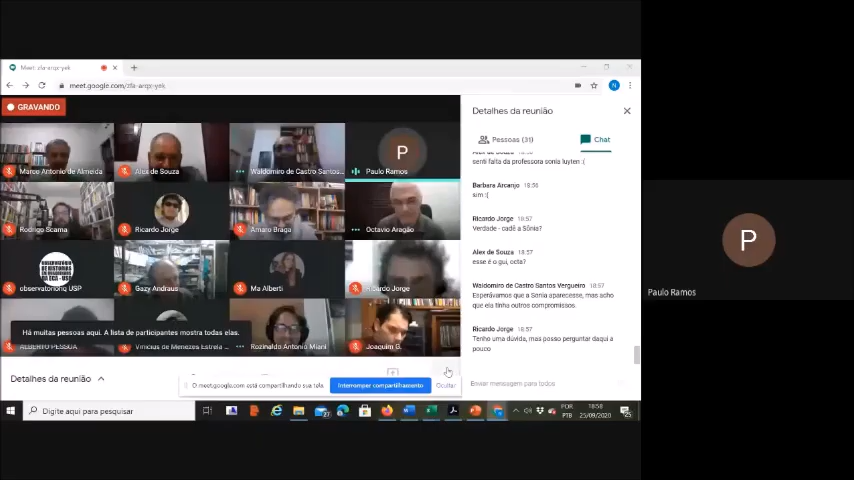 Meet: zfa-arqx-yek
meet.google.com/zfa-arqx-yek
N
GRAVANDO
Marco Antonio de Almeida
Alex de Souza
Waldomiro de Castro Santos...
P
Paulo Ramos
Rodrigo Scama
Ricardo Jorge
Amaro Braga
Octavio Aragão
observatoriohq USP
Gazy Andraus
Ma Alberti
Ricardo Jorge
Há muitas pessoas aqui. A lista de participantes mostra todas elas.
ALBERTO PESSOA
Vinicius de Menezes Estrela ...
Rozinaldo Antonio Miani
Joaquim G.
Detalhes da reunião
O meet.google.com está compartilhando sua tela.
Interromper compartilhamento
Ocultar
Detalhes da reunião
Pessoas (31)
Chat
Alex de Souza
senti falta da professora sonia luyten :(
Barbara Arcanjo 18:56
sim :(
Ricardo Jorge 18:57
Verdade - cadê a Sônia?
Alex de Souza 18:57
esse é o gui, octa?
Waldomiro de Castro Santos Vergueiro 18:57
Esperávamos que a Sonia aparecesse, mas acho
que ela tinha outros compromissos.
Ricardo Jorge 18:57
Tenho uma dúvida, mas posso perguntar daqui a
pouco
Enviar mensagem para todos
Digite aqui para pesquisar
POR
PTB
18:58
25/09/2020
P
Paulo Ramos